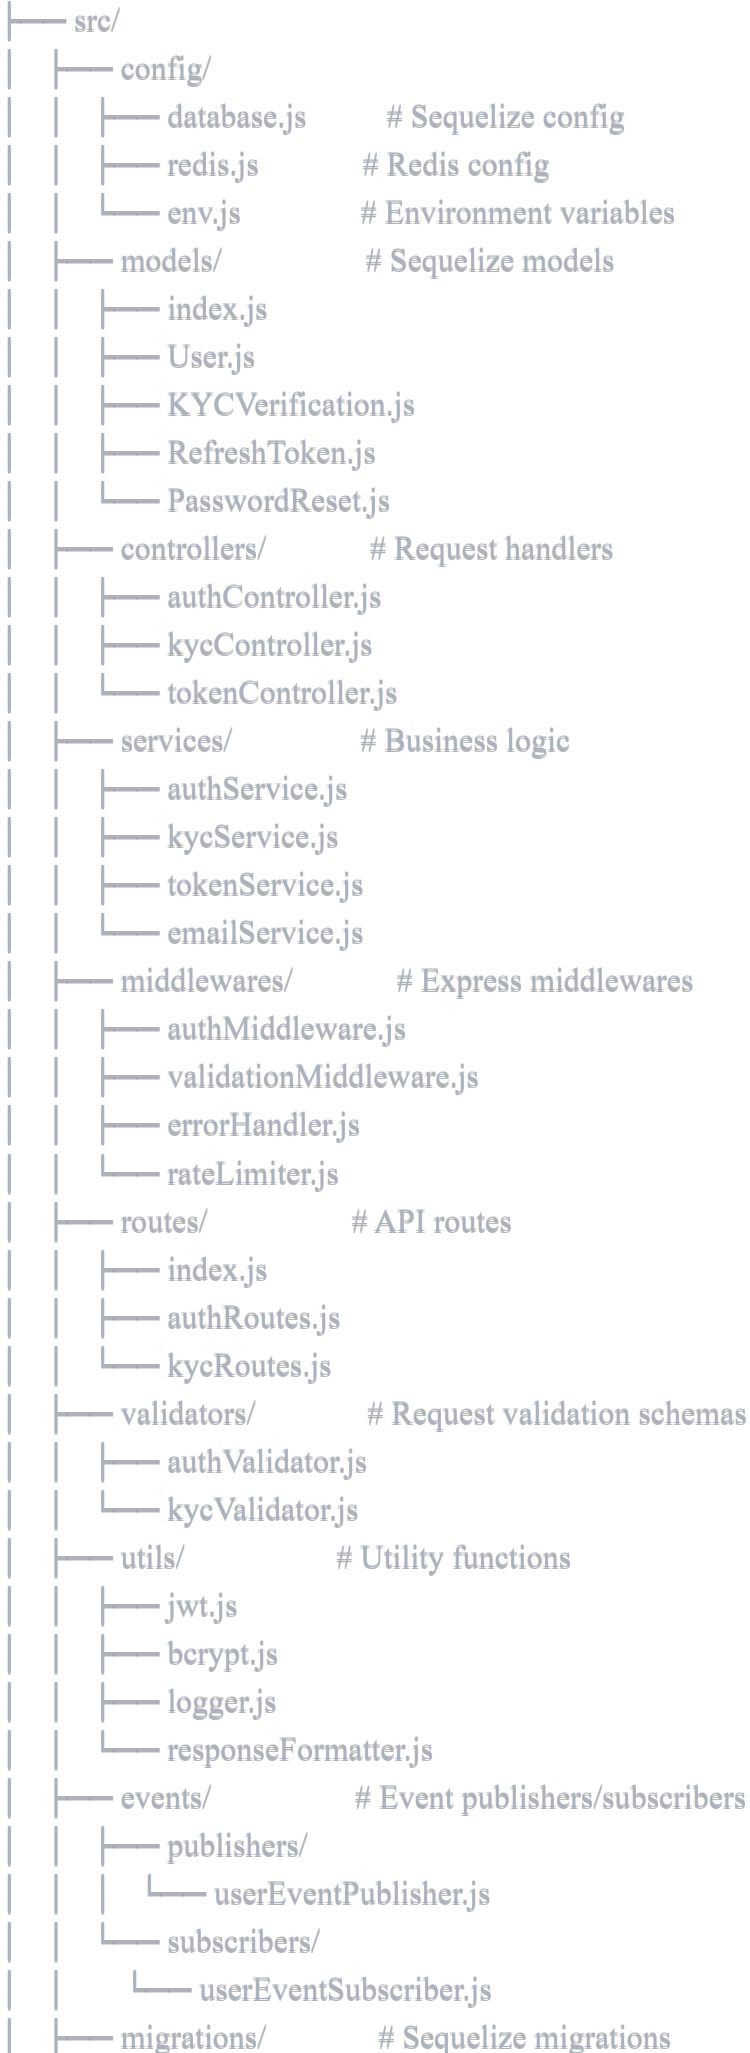 ├── src/
│   ├── config/
│   │   ├── database.js          # Sequelize config
│   │   ├── redis.js             # Redis config
│   │   └── env.js               # Environment variables
│   ├── models/                  # Sequelize models
│   │   ├── index.js
│   │   ├── User.js
│   │   ├── KYCVerification.js
│   │   ├── RefreshToken.js
│   │   └── PasswordReset.js
│   ├── controllers/             # Request handlers
│   │   ├── authController.js
│   │   ├── kycController.js
│   │   └── tokenController.js
│   ├── services/                # Business logic
│   │   ├── authService.js
│   │   ├── kycService.js
│   │   ├── tokenService.js
│   │   └── emailService.js
│   ├── middlewares/             # Express middlewares
│   │   ├── authMiddleware.js
│   │   ├── validationMiddleware.js
│   │   ├── errorHandler.js
│   │   └── rateLimiter.js
│   ├── routes/                  # API routes
│   │   ├── index.js
│   │   ├── authRoutes.js
│   │   └── kycRoutes.js
│   ├── validators/              # Request validation schemas
│   │   ├── authValidator.js
│   │   └── kycValidator.js
│   ├── utils/                   # Utility functions
│   │   ├── jwt.js
│   │   ├── bcrypt.js
│   │   ├── logger.js
│   │   └── responseFormatter.js
│   ├── events/                  # Event publishers/subscribers
│   │   ├── publishers/
│   │   │   └── userEventPublisher.js
│   │   └── subscribers/
│   │       └── userEventSubscriber.js
│   ├── migrations/              # Sequelize migrations